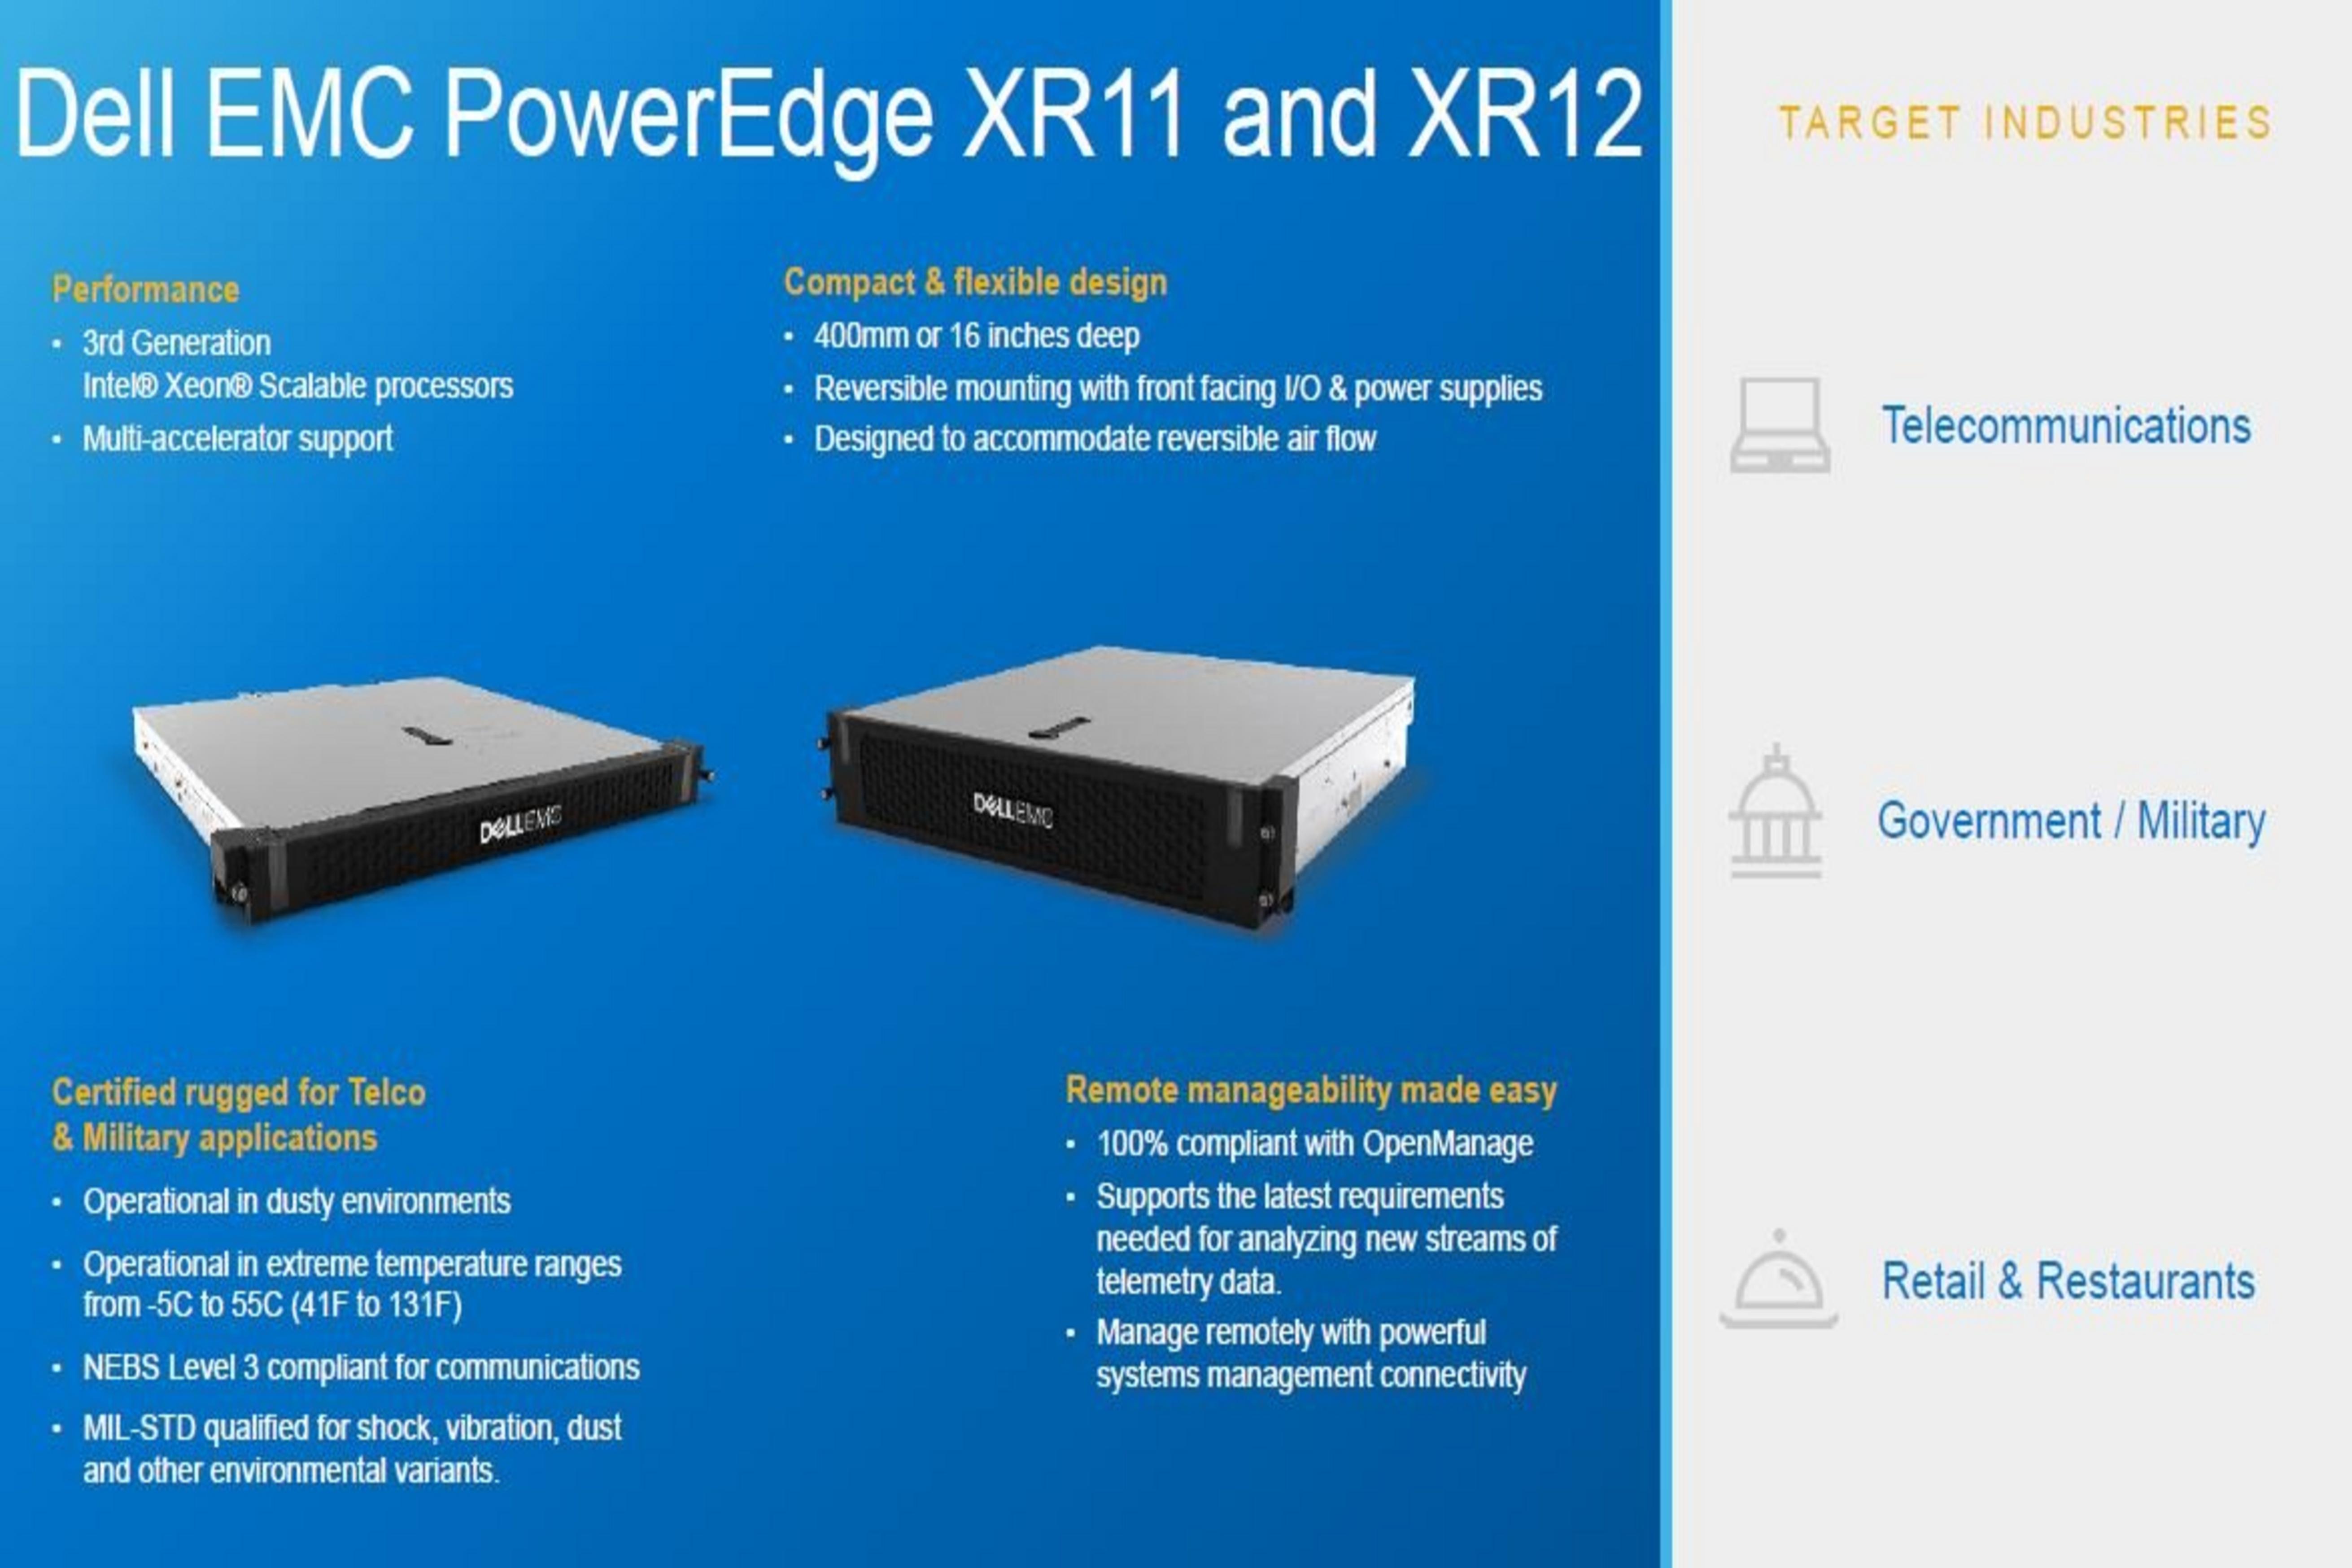 Dell EMC PowerEdge XR11 and XR12
Performance
• 3rd Generation
Intel® Xeon® Scalable processors
• Multi-accelerator support
Compact & flexible design
• 400mm or 16 inches deep
• Reversible mounting with front facing I/O & power supplies
• Designed to accommodate reversible air flow
DELLEMC
DELLEMC
Certified rugged for Telco
& Military applications
• Operational in dusty environments
• Operational in extreme temperature ranges
from -5C to 55C (41F to 131F)
• NEBS Level 3 compliant for communications
• MIL-STD qualified for shock, vibration, dust
and other environmental variants.
Remote manageability made easy
• 100% compliant with OpenManage
• Supports the latest requirements
needed for analyzing new streams of
telemetry data.
• Manage remotely with powerful
systems management connectivity
TARGET INDUSTRIES
Telecommunications
Government / Military
Retail & Restaurants